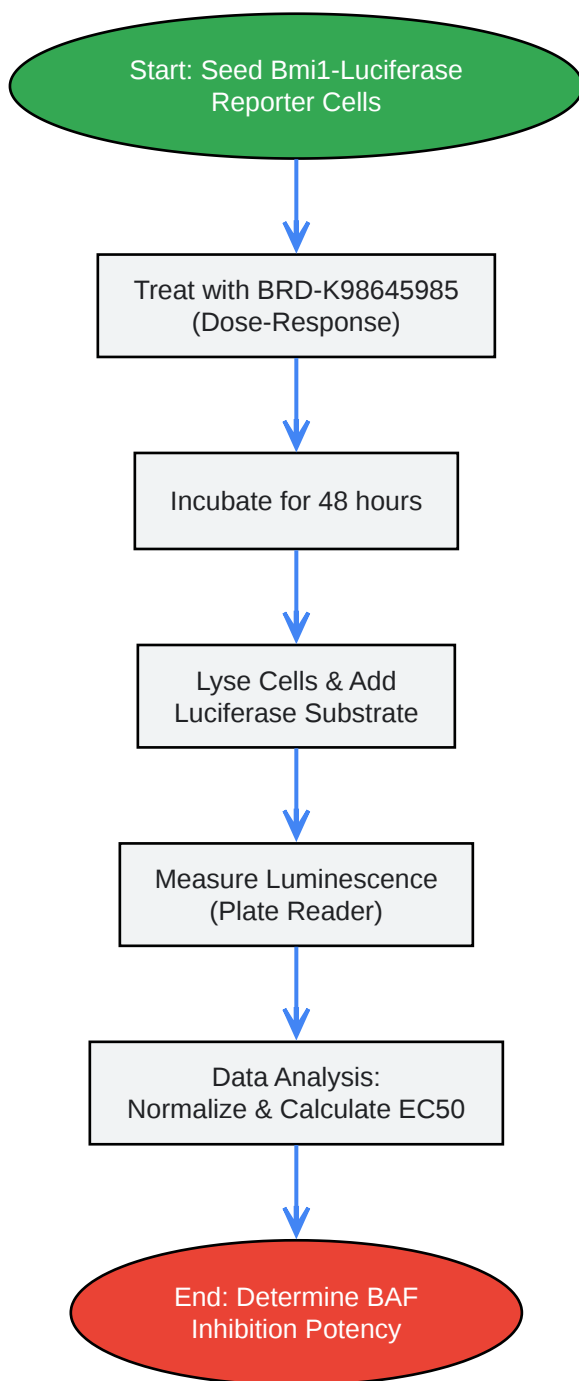 Start: Seed Bmi1-Luciferase
Reporter Cells
Treat with BRD-K98645985
(Dose-Response)
Incubate for 48 hours
Lyse Cells & Add
Luciferase Substrate
Measure Luminescence
(Plate Reader)
Data Analysis:
Normalize & Calculate EC50
End: Determine BAF
Inhibition Potency